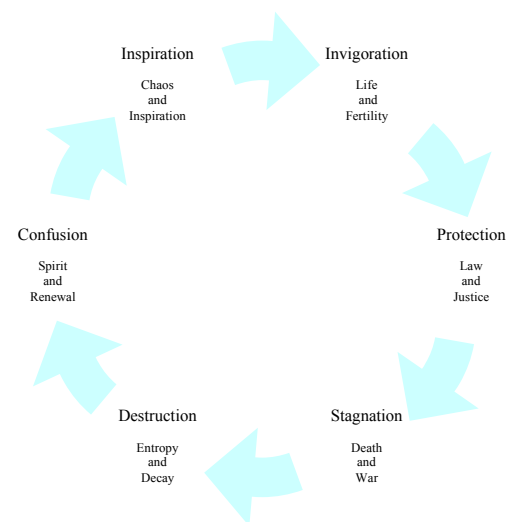 Inspiration
Chaos
and
Inspiration
Invigoration
Life
and
Fertility
Protection
Law
and
Justice
Stagnation
Death
and
War
Destruction
Entropy
and
Decay
Confusion
Spirit
and
Renewal